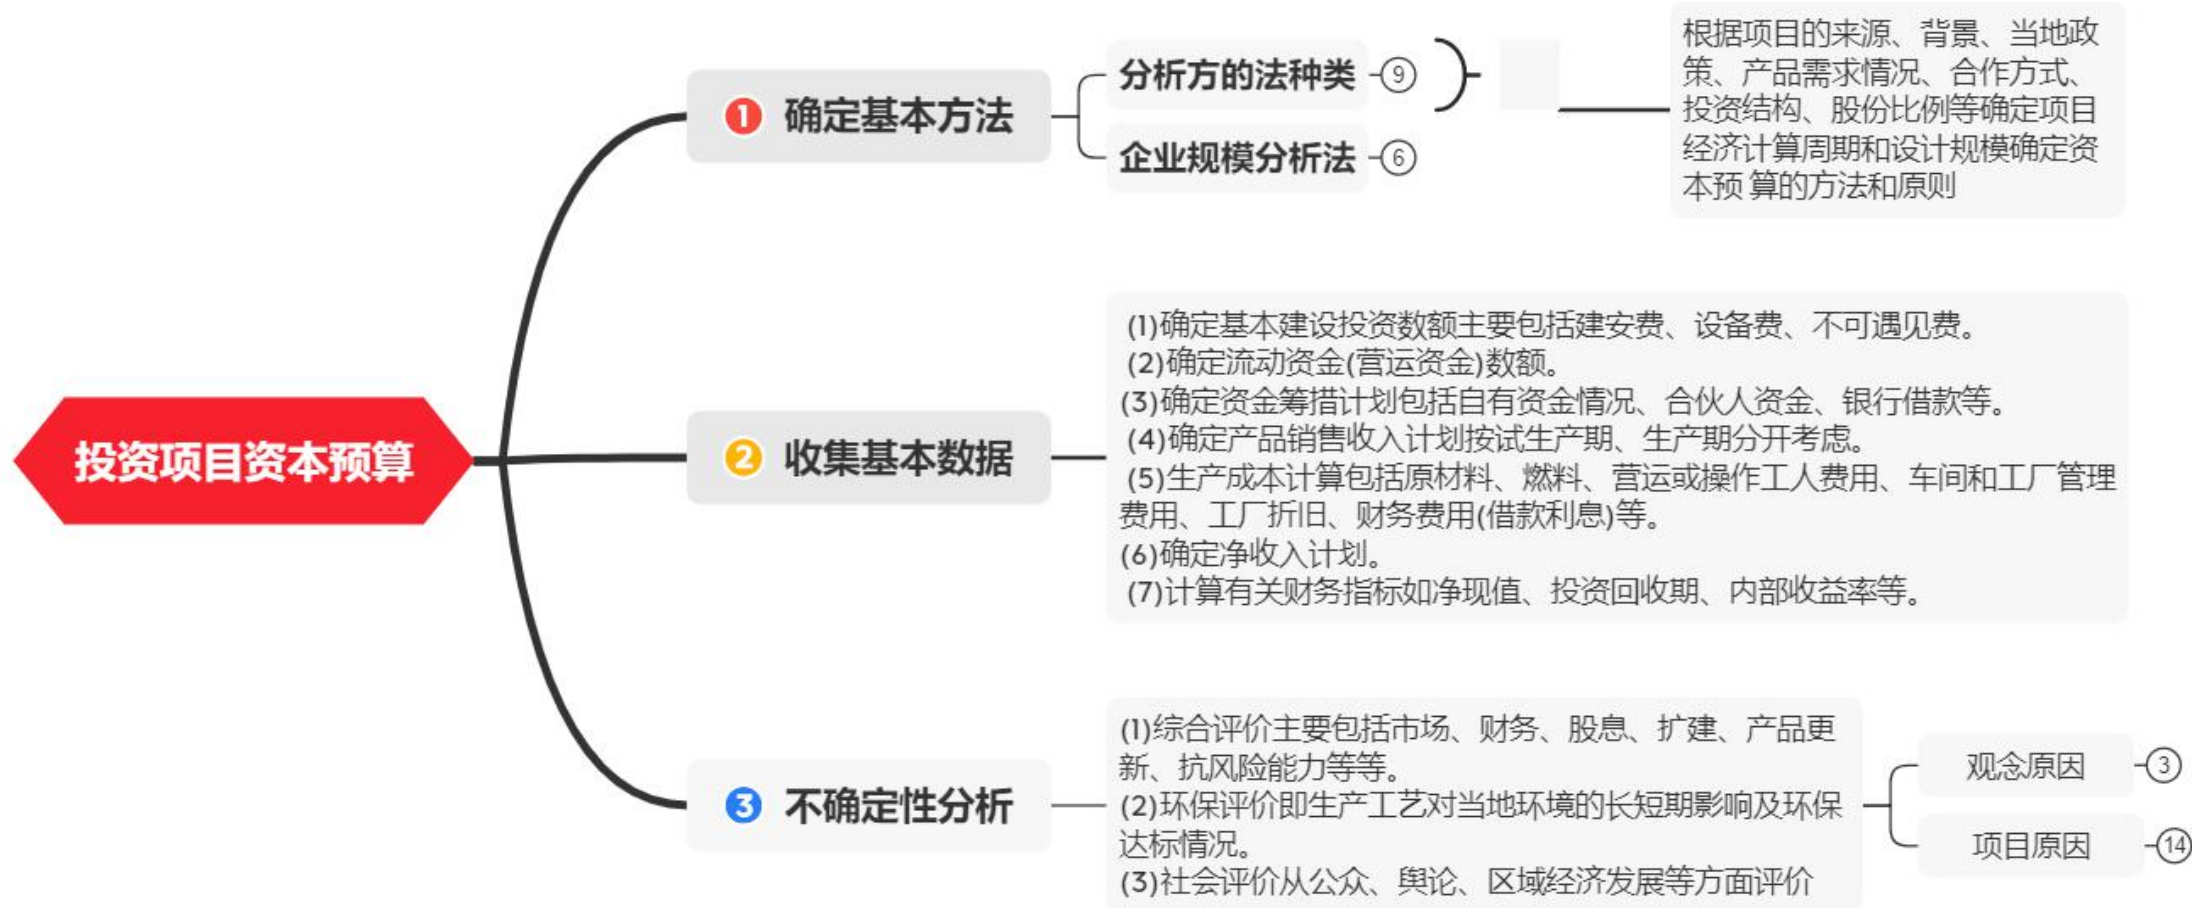 投资项目资本预算
1 确定基本方法
分析方的法种类 9
企业规模分析法 6
根据项目的来源、背景、当地政
策、产品需求情况、合作方式、
投资结构、股份比例等确定项目
经济计算周期和设计规模确定资
本预 算的方法和原则
2 收集基本数据
(1)确定基本建设投资数额主要包括建安费、设备费、不可遇见费。
(2)确定流动资金(营运资金)数额。
(3)确定资金筹措计划包括自有资金情况、合伙人资金、银行借款等。
(4)确定产品销售收入计划按试生产期、生产期分开考虑。
(5)生产成本计算包括原材料、燃料、营运或操作工人费用、车间和工厂管理
费用、工厂折旧、财务费用(借款利息)等。
(6)确定净收入计划。
(7)计算有关财务指标如净现值、投资回收期、内部收益率等。
3 不确定性分析
(1)综合评价主要包括市场、财务、股息、扩建、产品更
新、抗风险能力等等。
(2)环保评价即生产工艺对当地环境的长短期影响及环保
达标情况。
(3)社会评价从公众、舆论、区域经济发展等方面评价
观念原因 3
项目原因 14